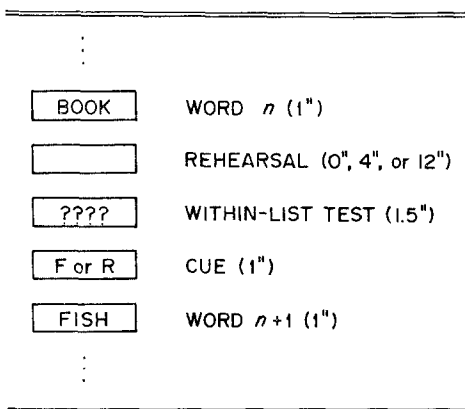 BOOK WORD n (1")
REHEARSAL (0", 4", or 12")
???? WITHIN-LIST TEST (1.5")
F or R CUE (1")
FISH WORD n+1 (1")